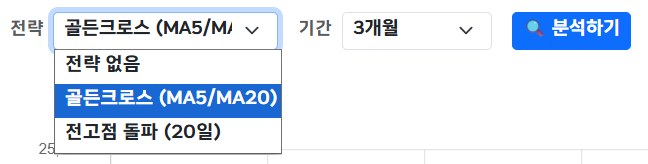 전략 골든크로스 (MA5/MA 기간 3개월 🔍 분석하기
전략 없음
골든크로스 (MA5/MA20)
전고점 돌파 (20일)
25,